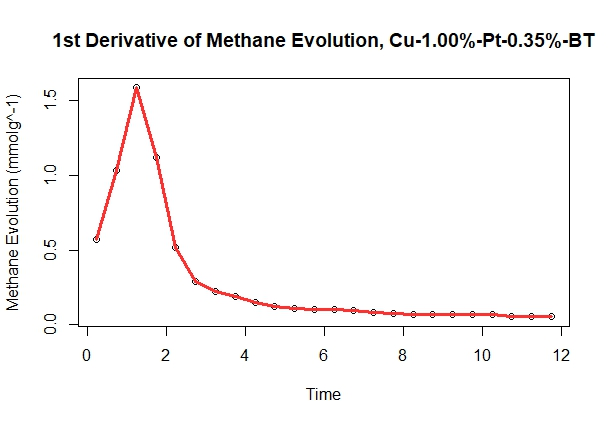 1st Derivative of Methane Evolution, Cu-1.00%-Pt-0.35%-BT
Methane Evolution (mmolg^-1)
1.5
1.0
0.5
0.0
0 2 4 6 8 10 12
Time